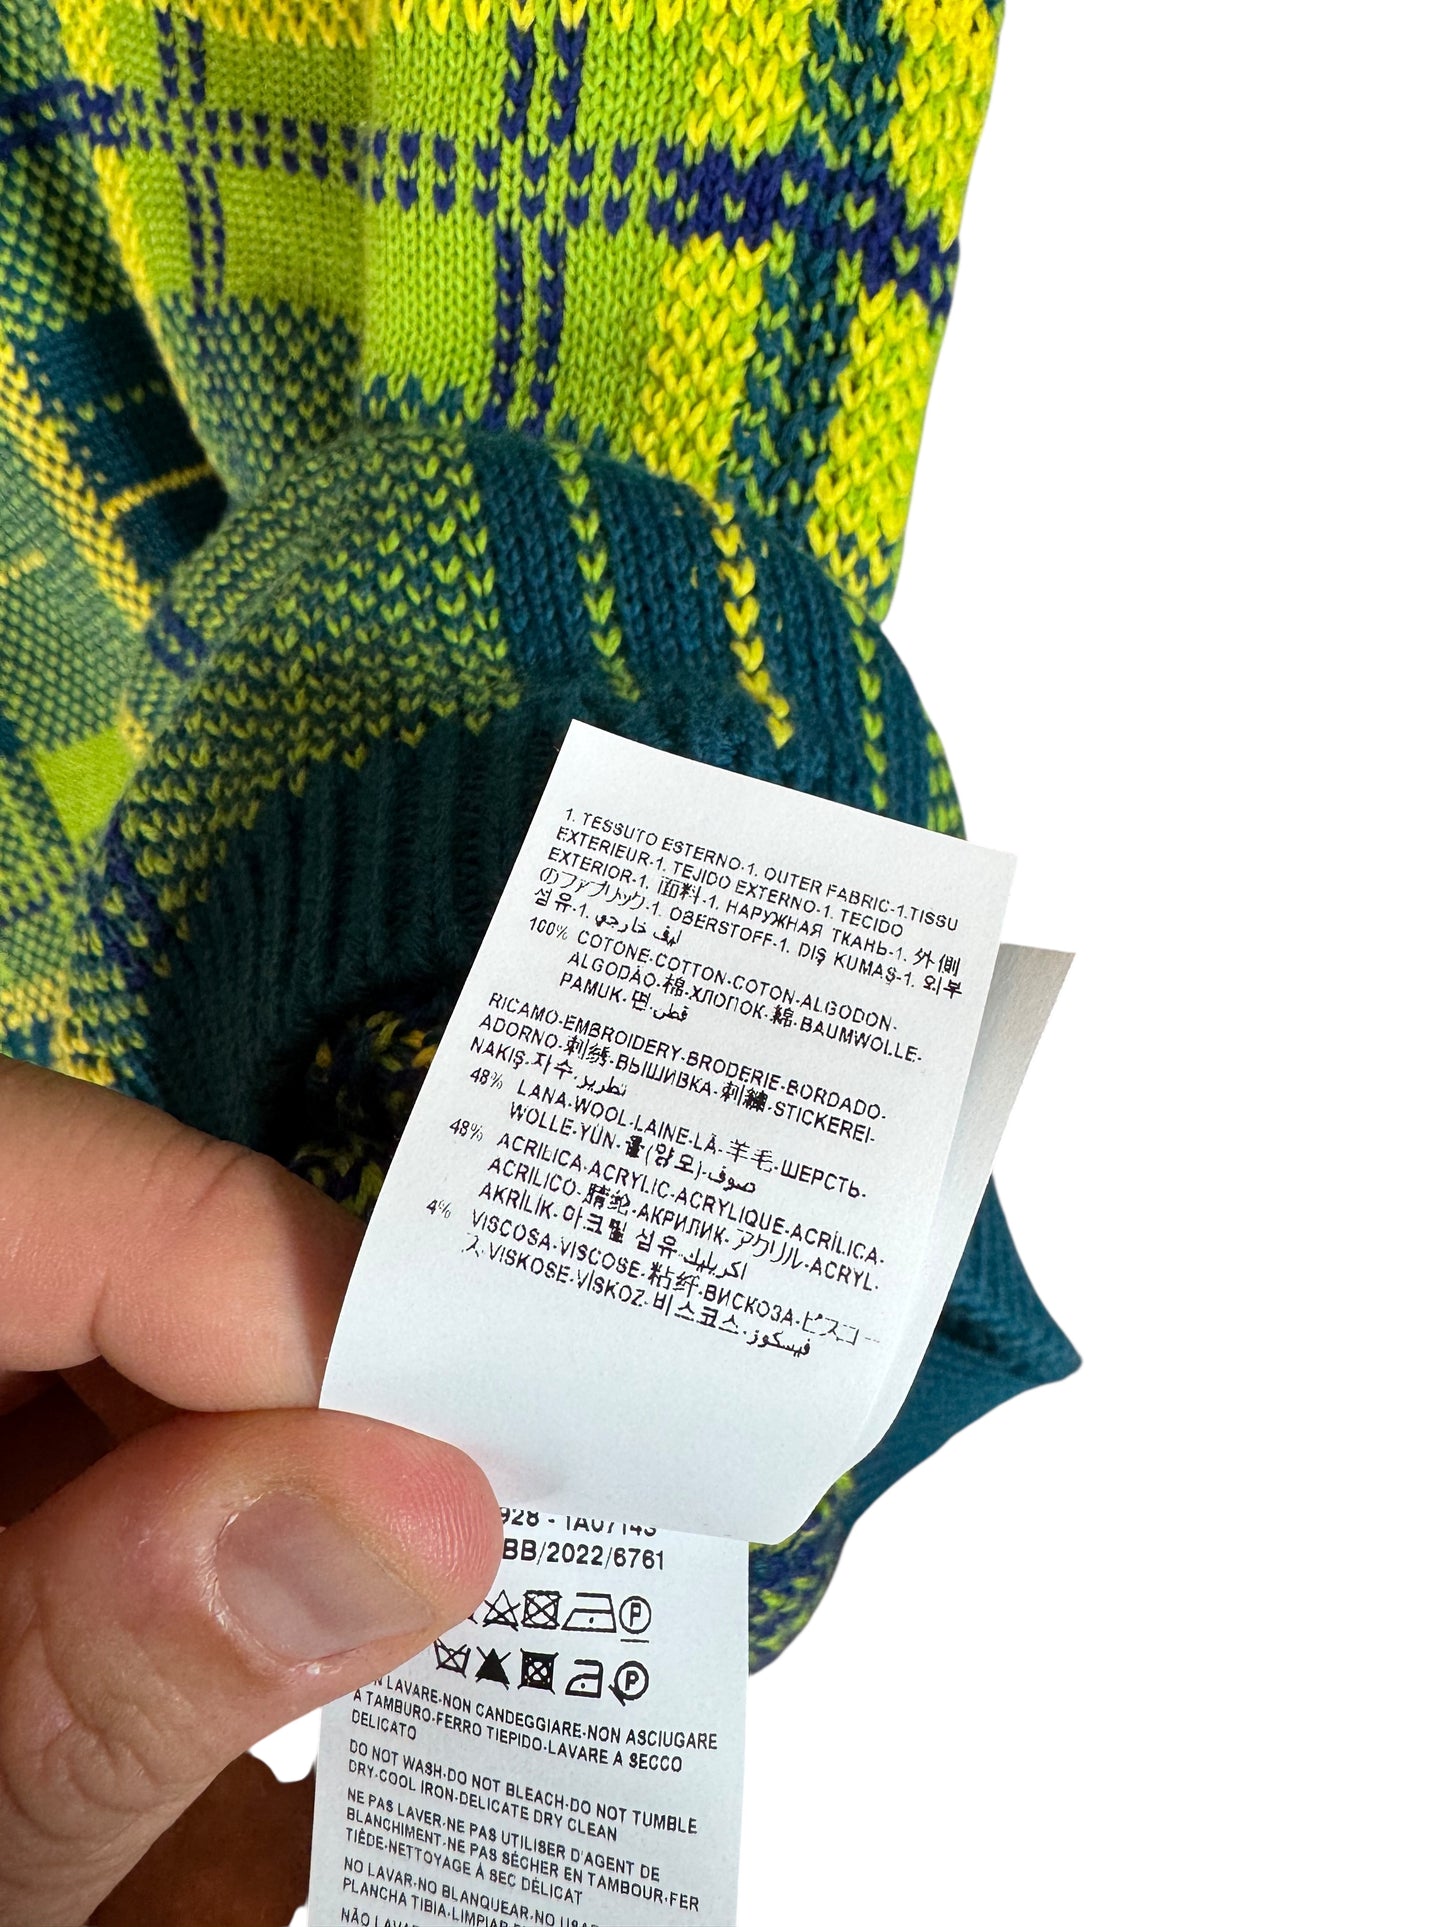 1. TESSUTO ESTERNO-1. OUTER FABRIC-1.TISSU
EXTERIEUR-1. TEJIDO EXTERNO-1. TECIDO
EXTERIOR-1. 面料-1. НАРУЖНАЯ ТКАНЬ-1. 外側
のファブリック-1. OBERSTOFF-1. DIŞ KUMAŞ-1. 외부
섬유-1. ليف خارجي
100% COTONE-COTTON-COTON-ALGODON-
ALGODÃO-棉-ХЛОПОК-綿-BAUMWOLLE-
PAMUK-면-قطن
RICAMO-EMBROIDERY-BRODERIE-BORDADO-
ADORNO-刺绣-ВЫШИВКА-刺繍-STICKEREI-
NAKIŞ-자수-تطريز
48% LANA-WOOL-LAINE-LÃ-羊毛-ШЕРСТЬ-
WOLLE-YÜN-울(양모)-صوف
48% ACRILICA-ACRYLIC-ACRYLIQUE-ACRÍLICA-
ACRILICO-腈纶-АКРИЛИК-アクリル-ACRYL-
AKRİLİK-아크릴 섬유-اكريليك
4% VISCOSA-VISCOSE-粘纤-ВИСКОЗА-ビスコー
ス-VISKOSE-VİSKOZ-비스코스-فيسكوز
928 - 1A07143
BB/2022/6761
P
P
LAVARE-NON CANDEGGIARE-NON ASCIUGARE
A TAMBURO-FERRO TIEPIDO-LAVARE A SECCO
DELICATO
DO NOT WASH-DO NOT BLEACH-DO NOT TUMBLE
DRY-COOL IRON-DELICATE DRY CLEAN
NE PAS LAVER-NE PAS UTILISER D'AGENT DE
BLANCHIMENT-NE PAS SÉCHER EN TAMBOUR-FER
TIÈDE-NETTOYAGE À SEC DÉLICAT
NO LAVAR-NO BLANQUEAR-NO USAR
PLANCHA TIBIA-LIMPIAR
NÃO LAVAR